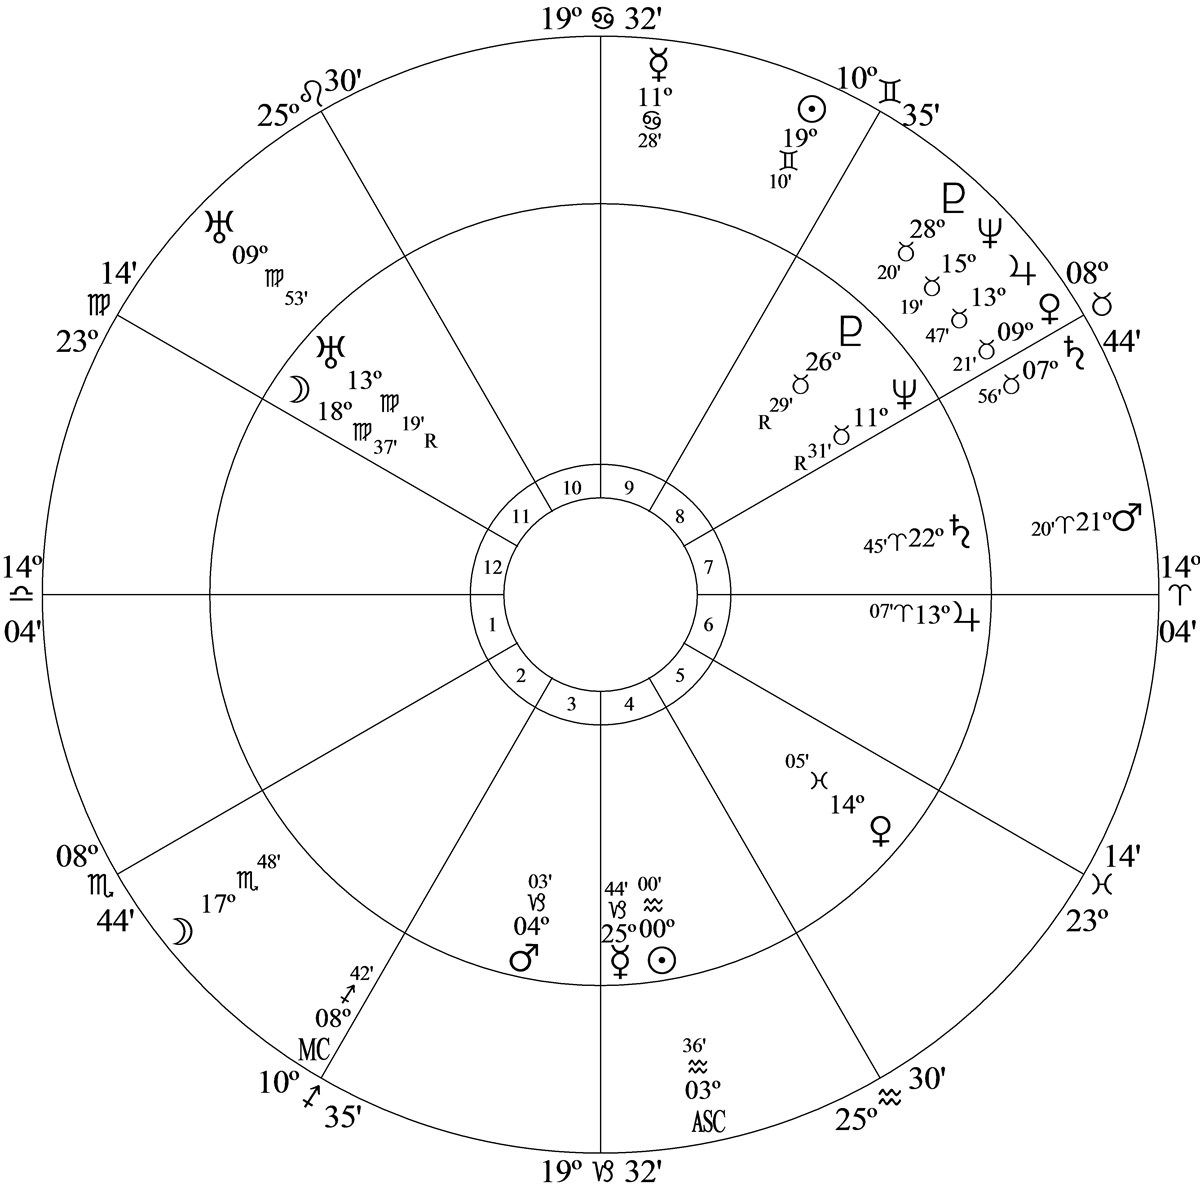 19º ♋ 32'
☿
11º
♋
28'
☉
19º
♊
10'
10º ♊ 35'
25º ♌ 30'
♅
09º
♍
53'
♇
28º
♉
20'
♆
15º
♉
19'
♃
13º
♉
47'
♀
09º
♉
21'
08º
♉
44'
♄
07º
♉
56'
14'
♍
23º
♅
13º
♍
19'
R
☽
18º
♍
37'
♇
26º
♉
29'
R
♆
11º
♉
31'
R
10
9
11
8
12
7
1
6
2
5
3
4
45' ♈ 22º ♄
20' ♈ 21º ♂
14º
♎
04'
14º
♈
04'
07' ♈ 13º ♃
05'
♓
14º
♀
08º
♏
44'
48'
♏
17º
☽
03'
♑
04º
♂
44'
♑
25º
☿
00'
♒
00º
☉
14'
♓
23º
42'
♐
08º
MC
10º ♐ 35'
36'
♒
03º
ASC
25º ♒ 30'
19º ♑ 32'